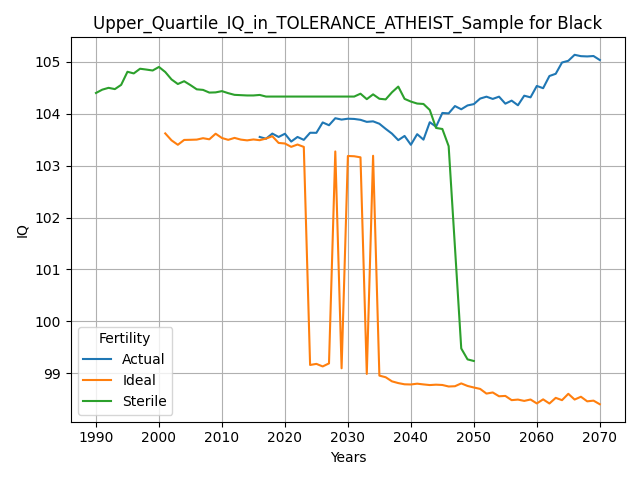 Upper_Quartile_IQ_in_TOLERANCE_ATHEIST_Sample for Black
105
104
103
102
101
100
99
IQ
Fertility
Actual
Ideal
Sterile
1990 2000 2010 2020 2030 2040 2050 2060 2070
Years